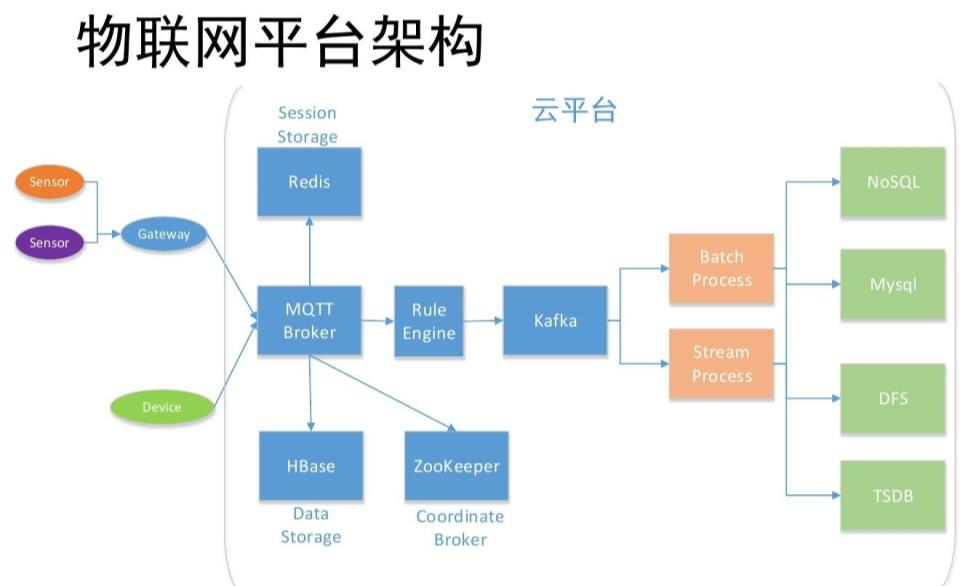 物联网平台架构
云平台
Session
Storage
Redis
Sensor
Sensor
Gateway
Device
MQTT
Broker
Rule
Engine
Kafka
HBase
Data
Storage
ZooKeeper
Coordinate
Broker
Batch
Process
Stream
Process
NoSQL
Mysql
DFS
TSDB